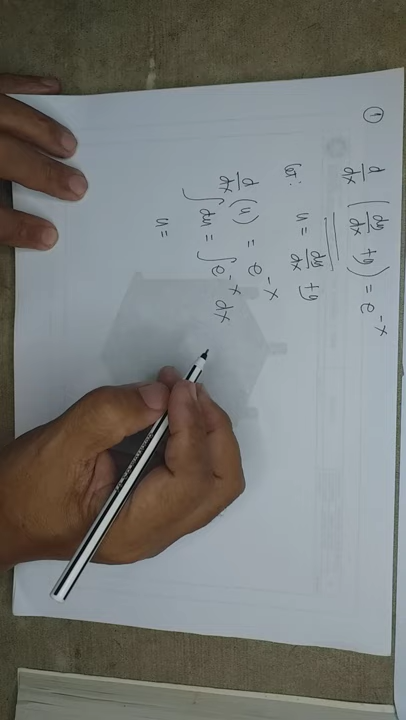 ①
d/dx (dy/dx + y) = e^-x
let: u = dy/dx + y
d/dx (u) = e^-x
∫ du = ∫ e^-x dx
u =